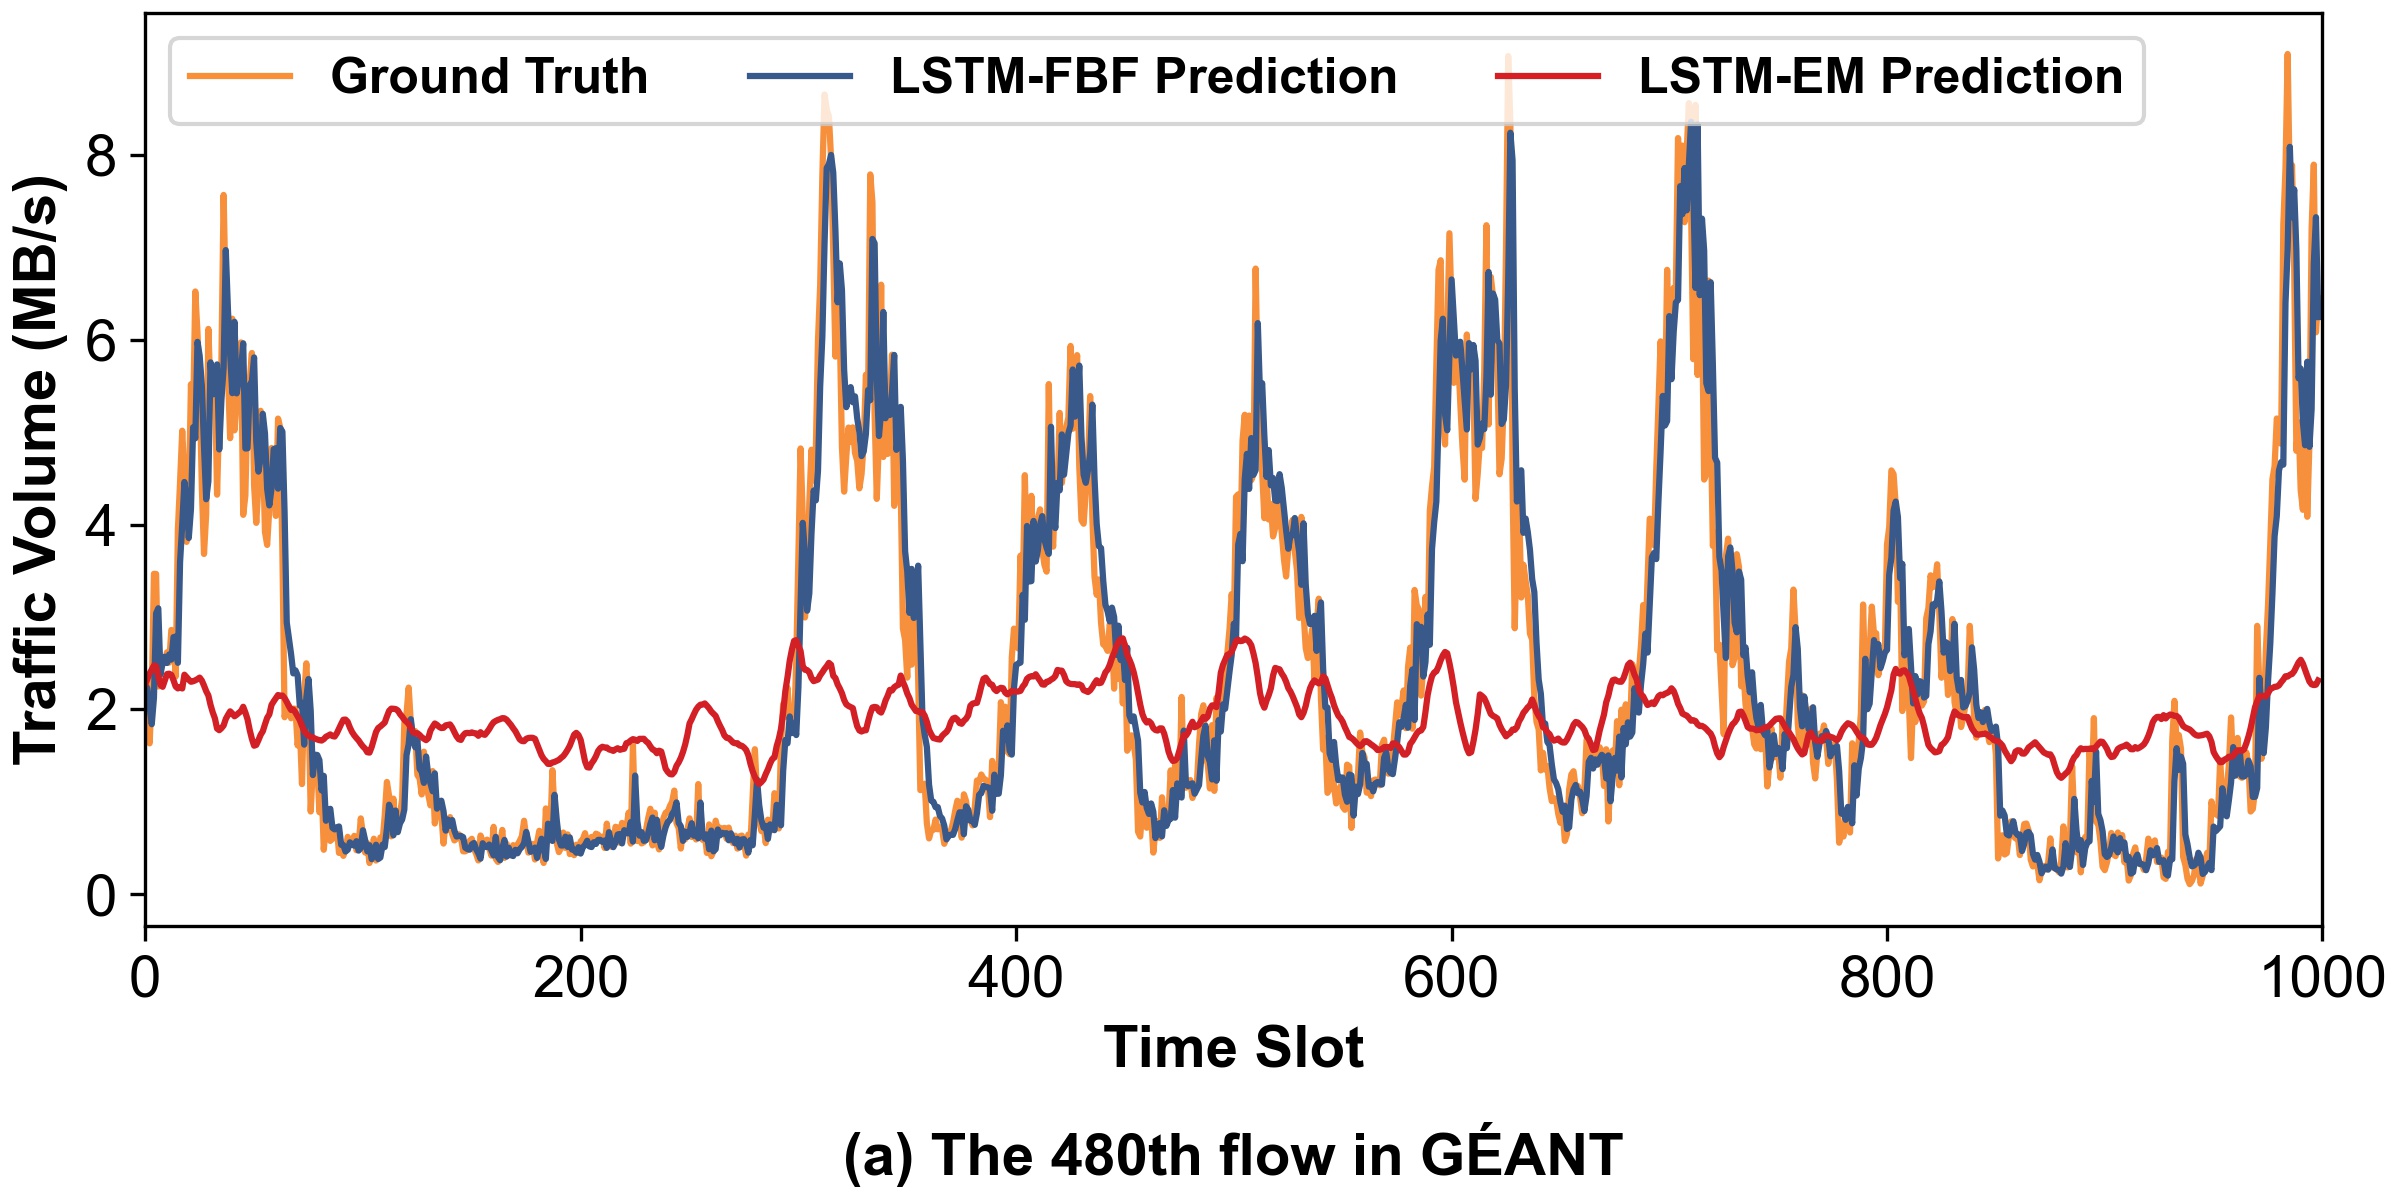 Ground Truth
LSTM-FBF Prediction
LSTM-EM Prediction
Traffic Volume (MB/s)
8
6
4
2
0
0 200 400 600 800 1000
Time Slot
(a) The 480th flow in GÉANT